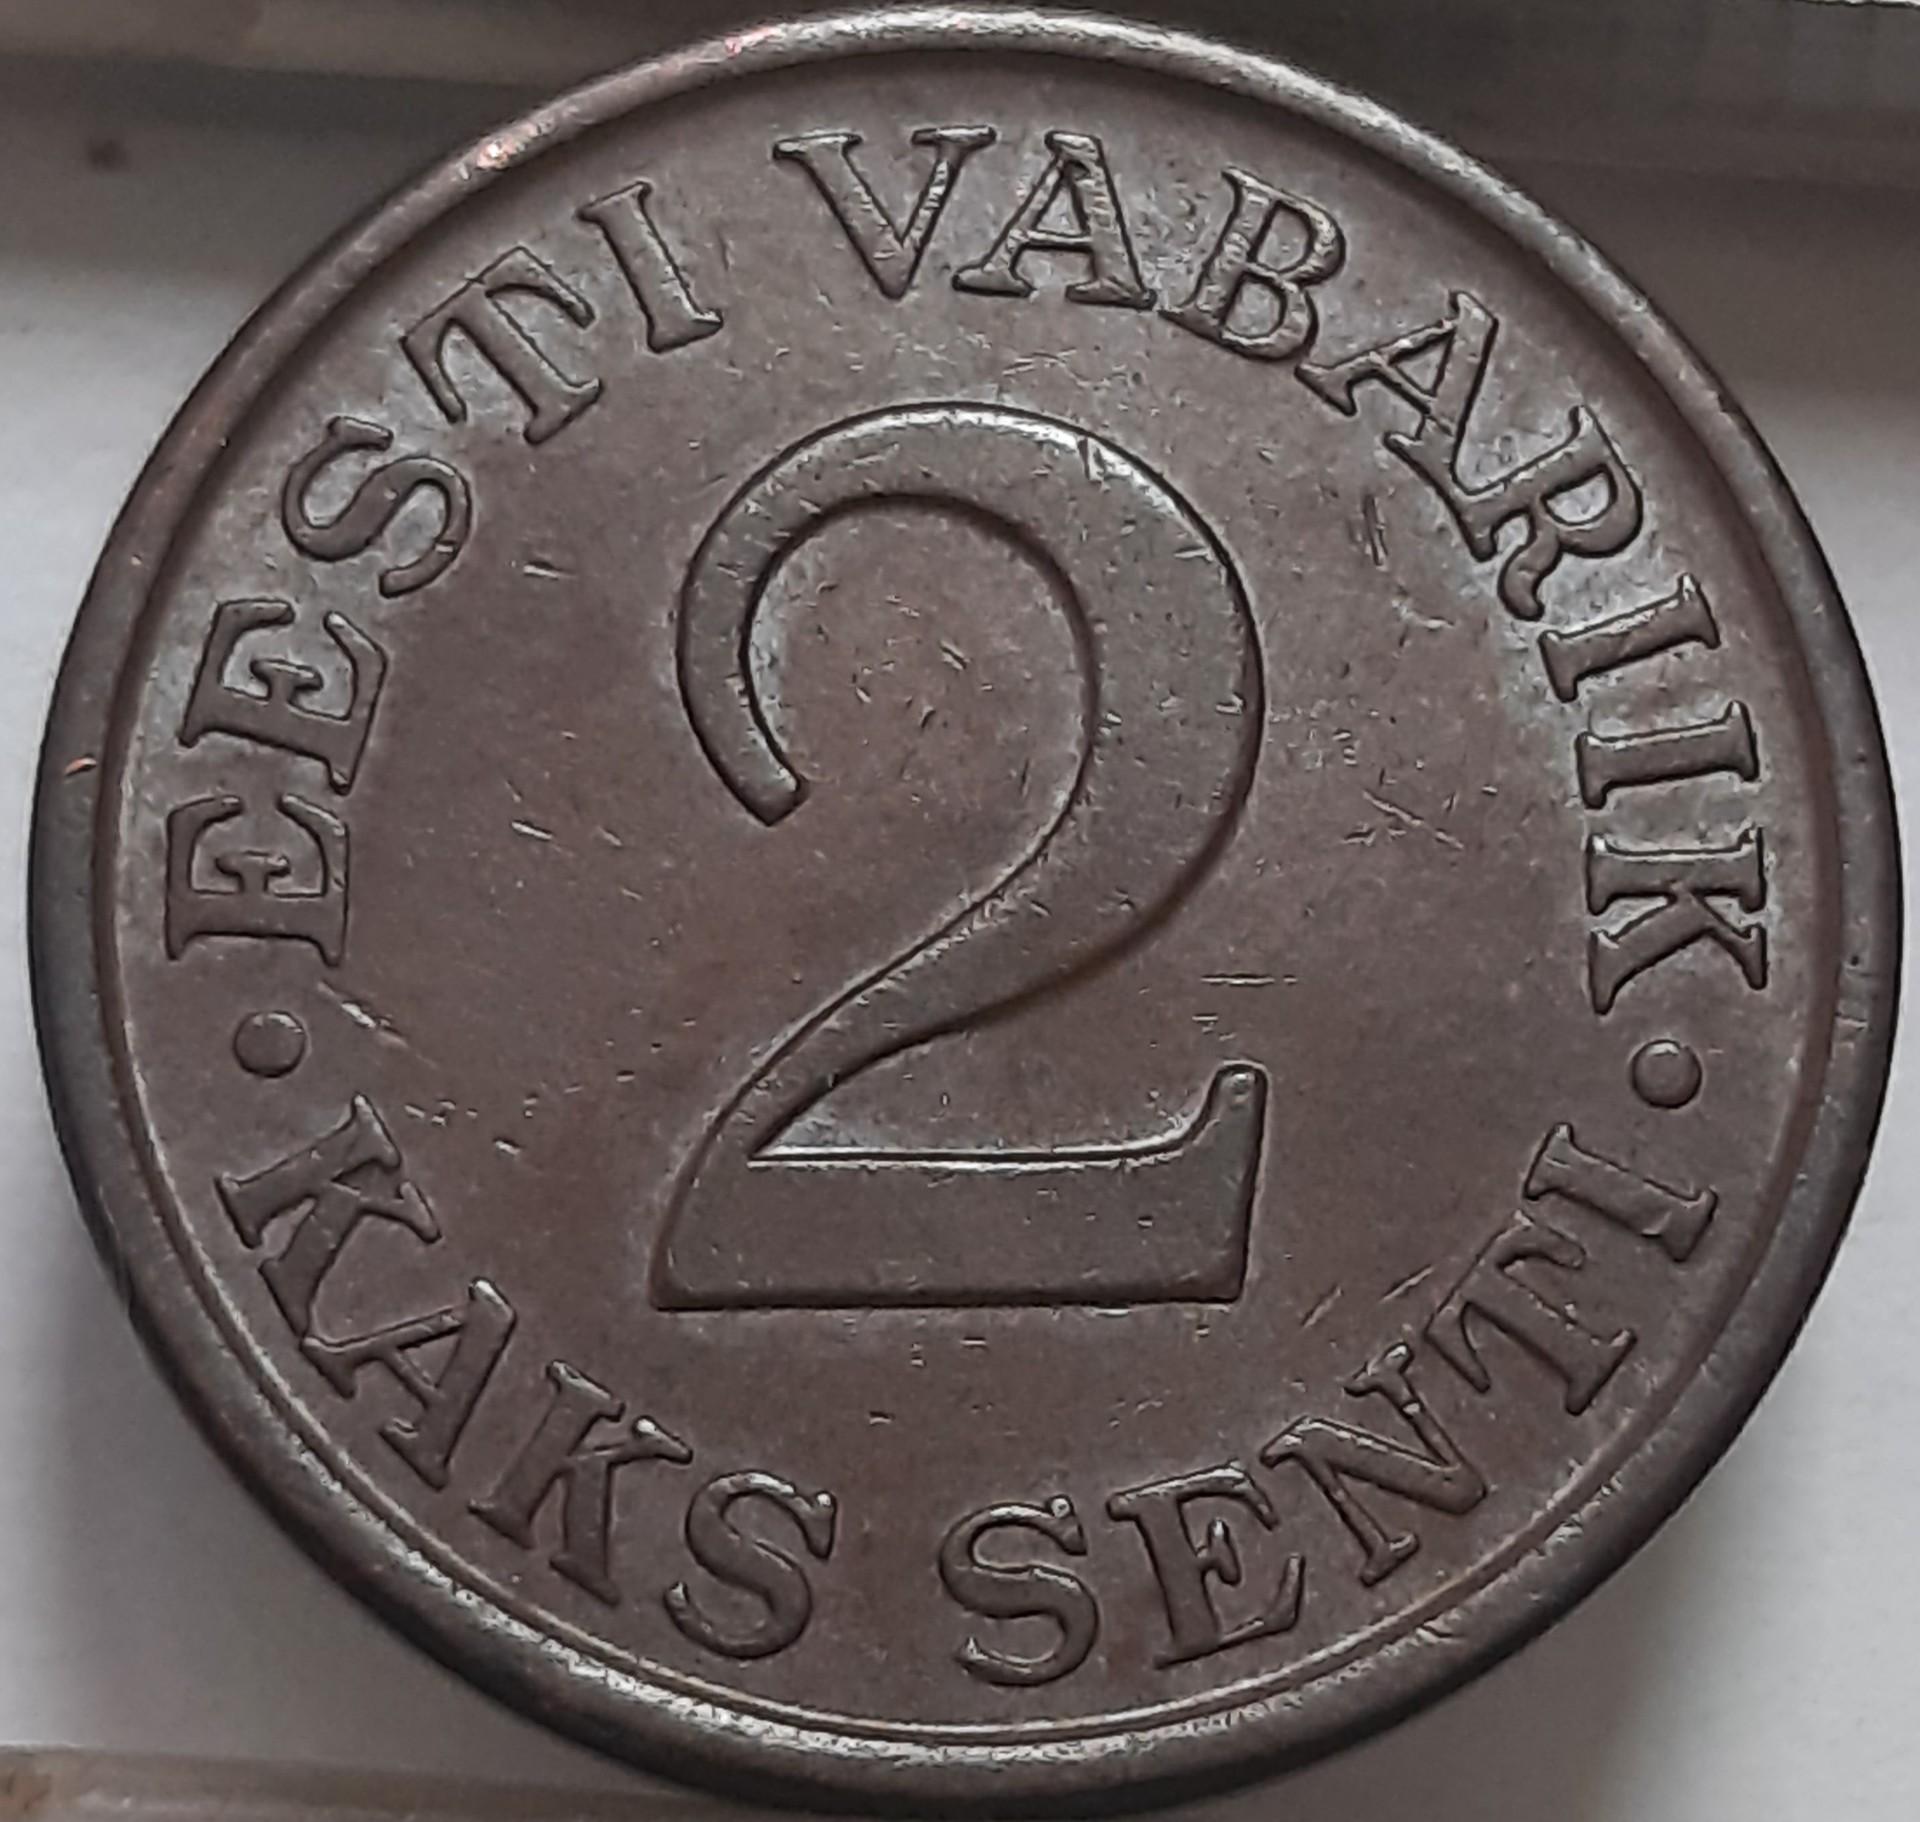 EESTI VABARIIK
2
• KAKS SENTI •